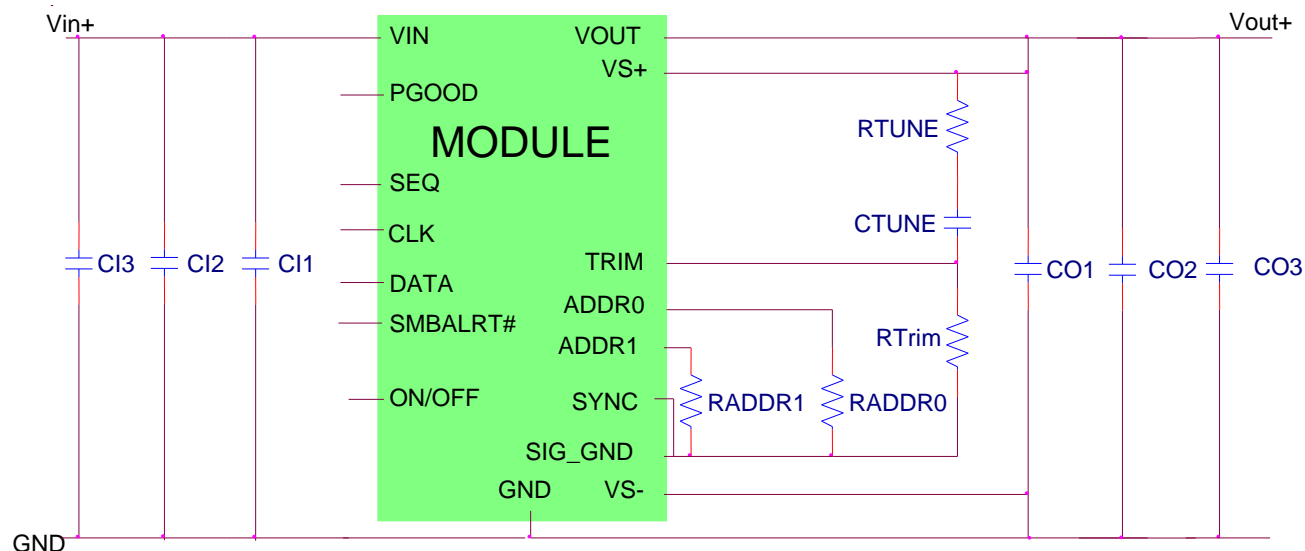 Vin+
VIN
VOUT
Vout+
VS+
PGOOD
RTUNE
MODULE
SEQ
CTUNE
CLK
CI3
CI2
CI1
TRIM
CO1
CO2
CO3
DATA
ADDR0
SMBALRT#
RTrim
ADDR1
ON/OFF
SYNC
RADDR1
RADDR0
SIG_GND
GND
VS-
GND